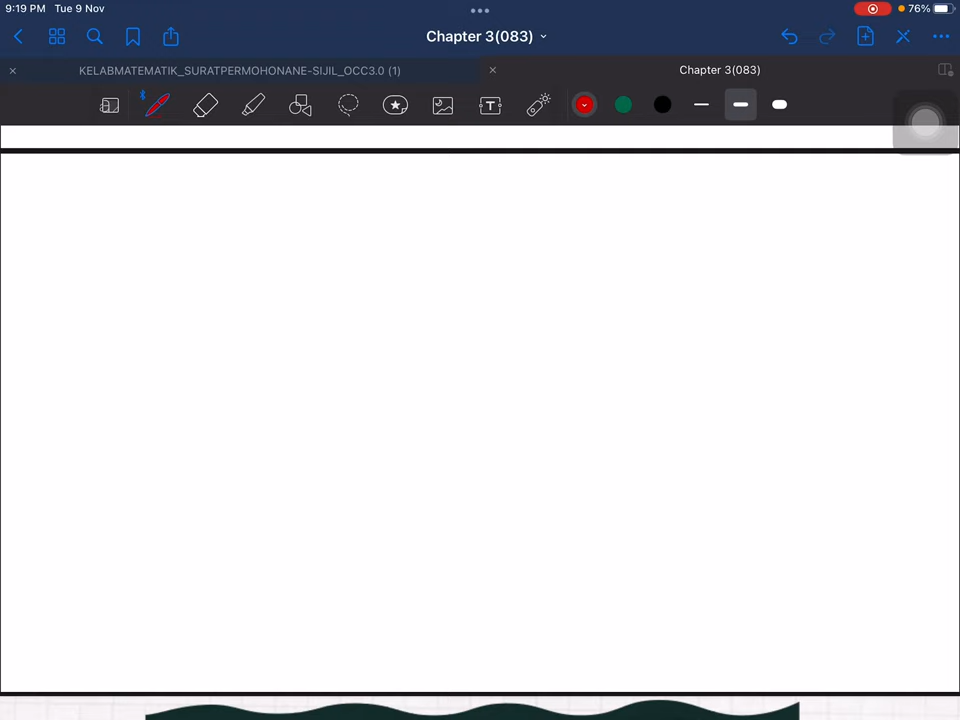 9:19 PM Tue 9 Nov 76%
Chapter 3(083)
KELABMATEMATIK_SURATPERMOHONANE-SIJIL_OCC3.0 (1) Chapter 3(083)
T